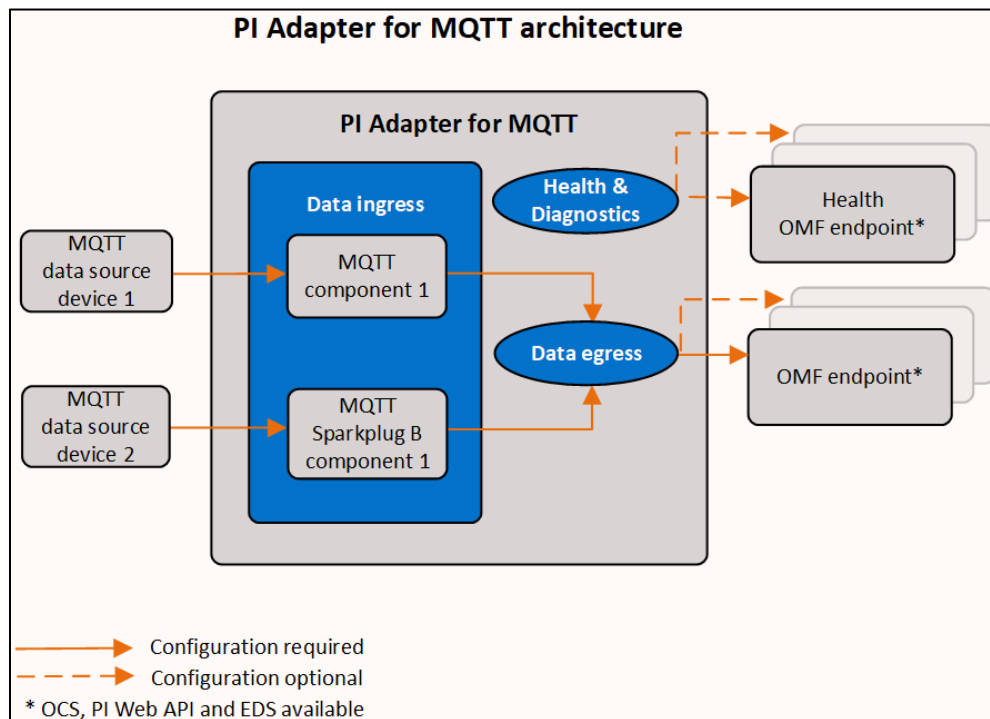 PI Adapter for MQTT architecture
PI Adapter for MQTT
Data ingress
Health &
Diagnostics
Health
OMF endpoint*
MQTT
data source
device 1
MQTT
component 1
Data egress
OMF endpoint*
MQTT
data source
device 2
MQTT
Sparkplug B
component 1
Configuration required
Configuration optional
* OCS, PI Web API and EDS available